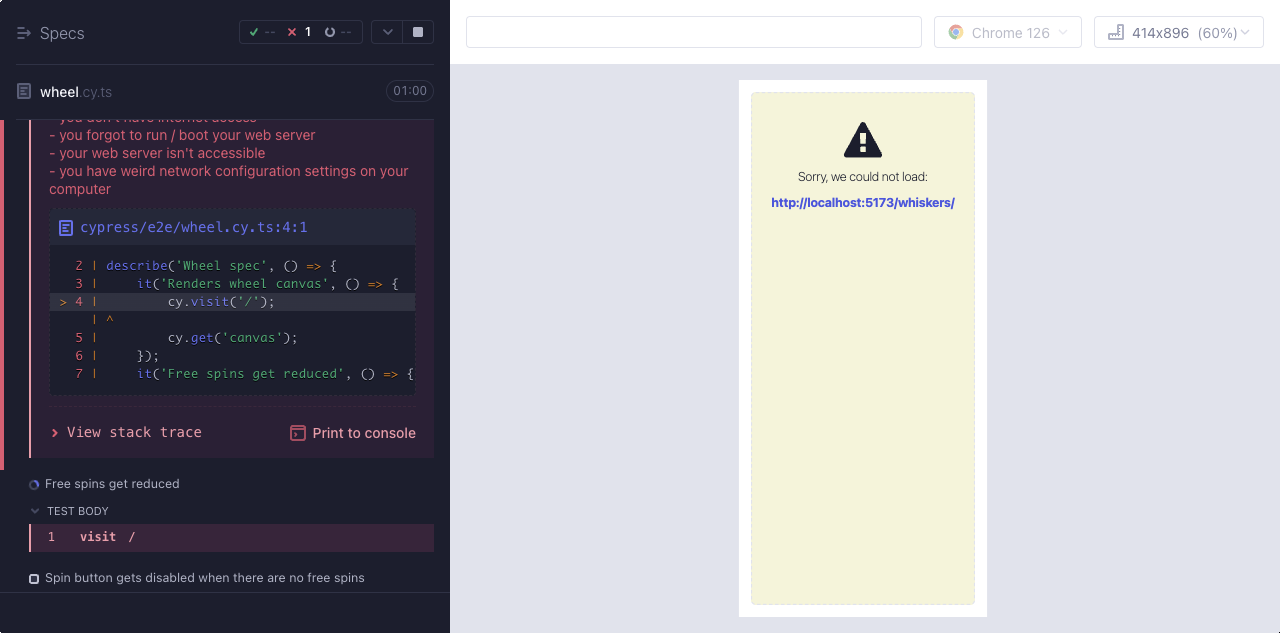 Specs
-- 1 --
wheel.cy.ts
01:00
- you don't have internet access
- you forgot to run / boot your web server
- your web server isn't accessible
- you have weird network configuration settings on your
computer
cypress/e2e/wheel.cy.ts:4:1
2 | describe('Wheel spec', () => {
3 |     it('Renders wheel canvas', () => {
> 4 |         cy.visit('/');
| ^
5 |         cy.get('canvas');
6 |     });
7 |     it('Free spins get reduced', () => {
View stack trace
Print to console
Free spins get reduced
TEST BODY
1 visit /
Spin button gets disabled when there are no free spins
Chrome 126
414x896 (60%)
Sorry, we could not load:
http://localhost:5173/whiskers/